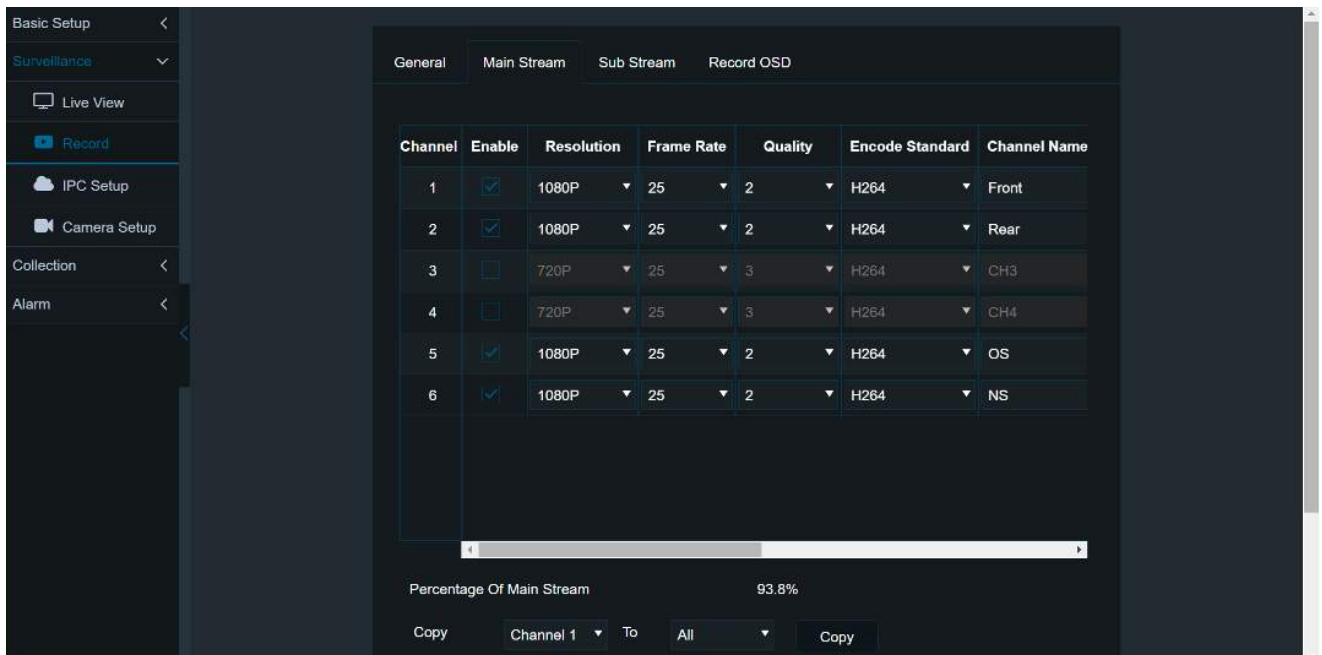 Basic Setup
Surveillance
Live View
Record
IPC Setup
Camera Setup
Collection
Alarm
General Main Stream Sub Stream Record OSD
Channel Enable Resolution Frame Rate Quality Encode Standard Channel Name
1 1080P 25 2 H264 Front
2 1080P 25 2 H264 Rear
3 720P 25 3 H264 CH3
4 720P 25 3 H264 CH4
5 1080P 25 2 H264 OS
6 1080P 25 2 H264 NS
Percentage Of Main Stream 93.8%
Copy Channel 1 To All Copy